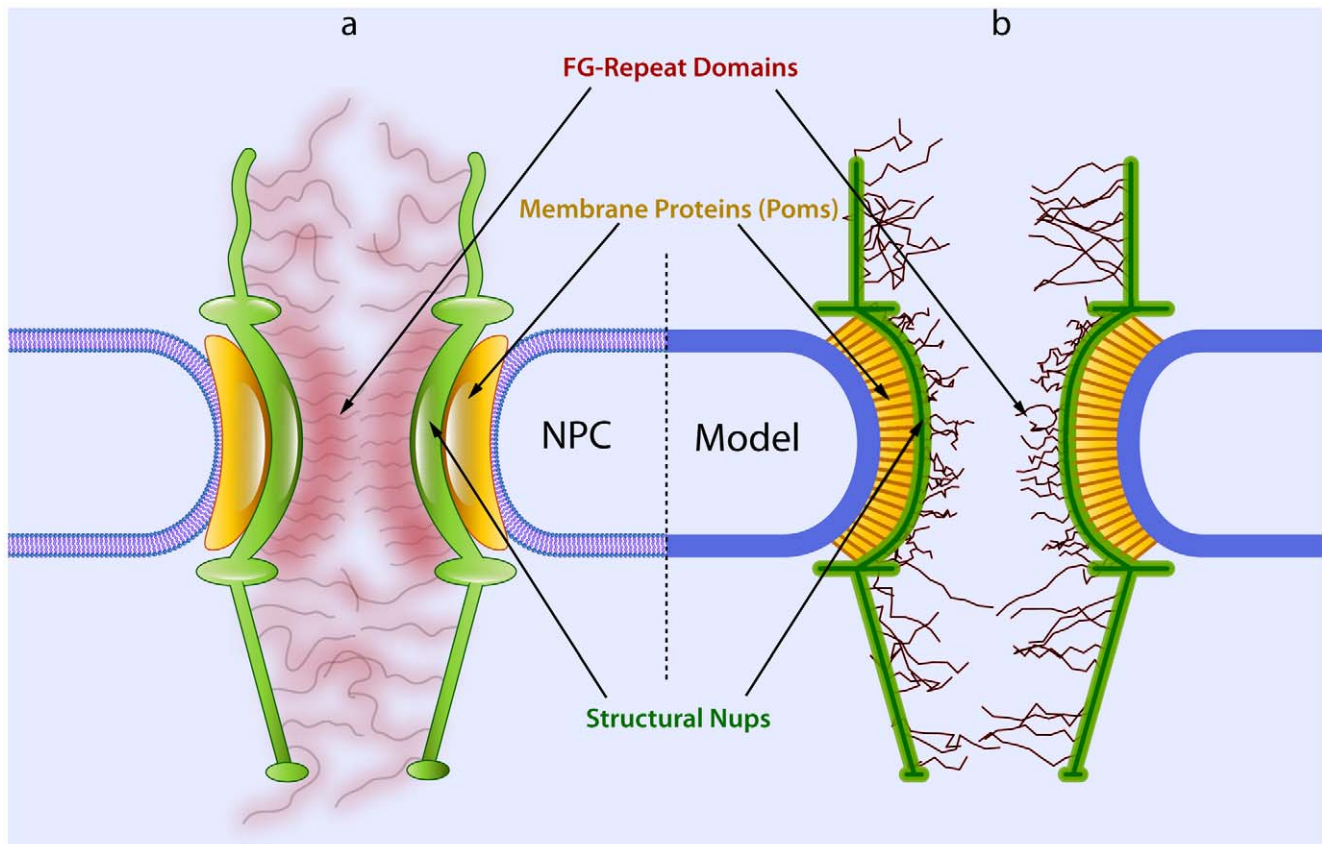 a
b
FG-Repeat Domains
Membrane Proteins (Poms)
NPC
Model
Structural Nups